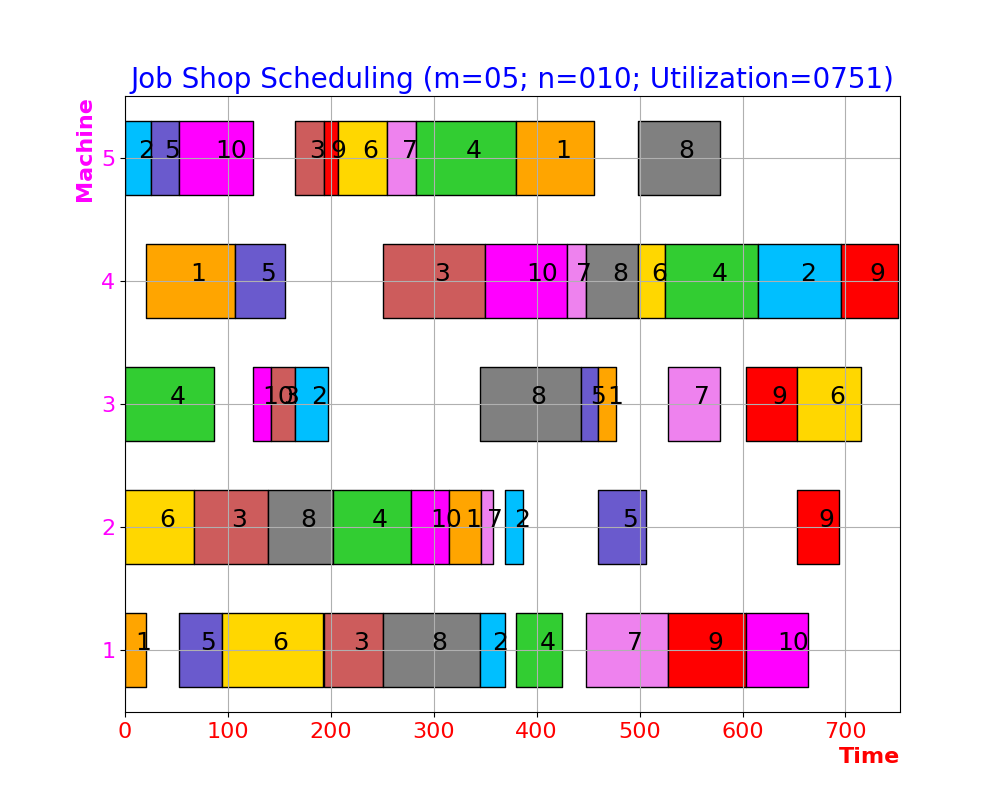 Job Shop Scheduling (m=05; n=010; Utilization=0751)
Machine
5
2 5 10 3 9 6 7 4 1 8
4
1 5 3 10 7 8 6 4 2 9
3
4 10 3 2 8 5 1 7 9 6
2
6 3 8 4 10 1 7 2 5 9
1
1 5 6 3 8 2 4 7 9 10
0 100 200 300 400 500 600 700
Time